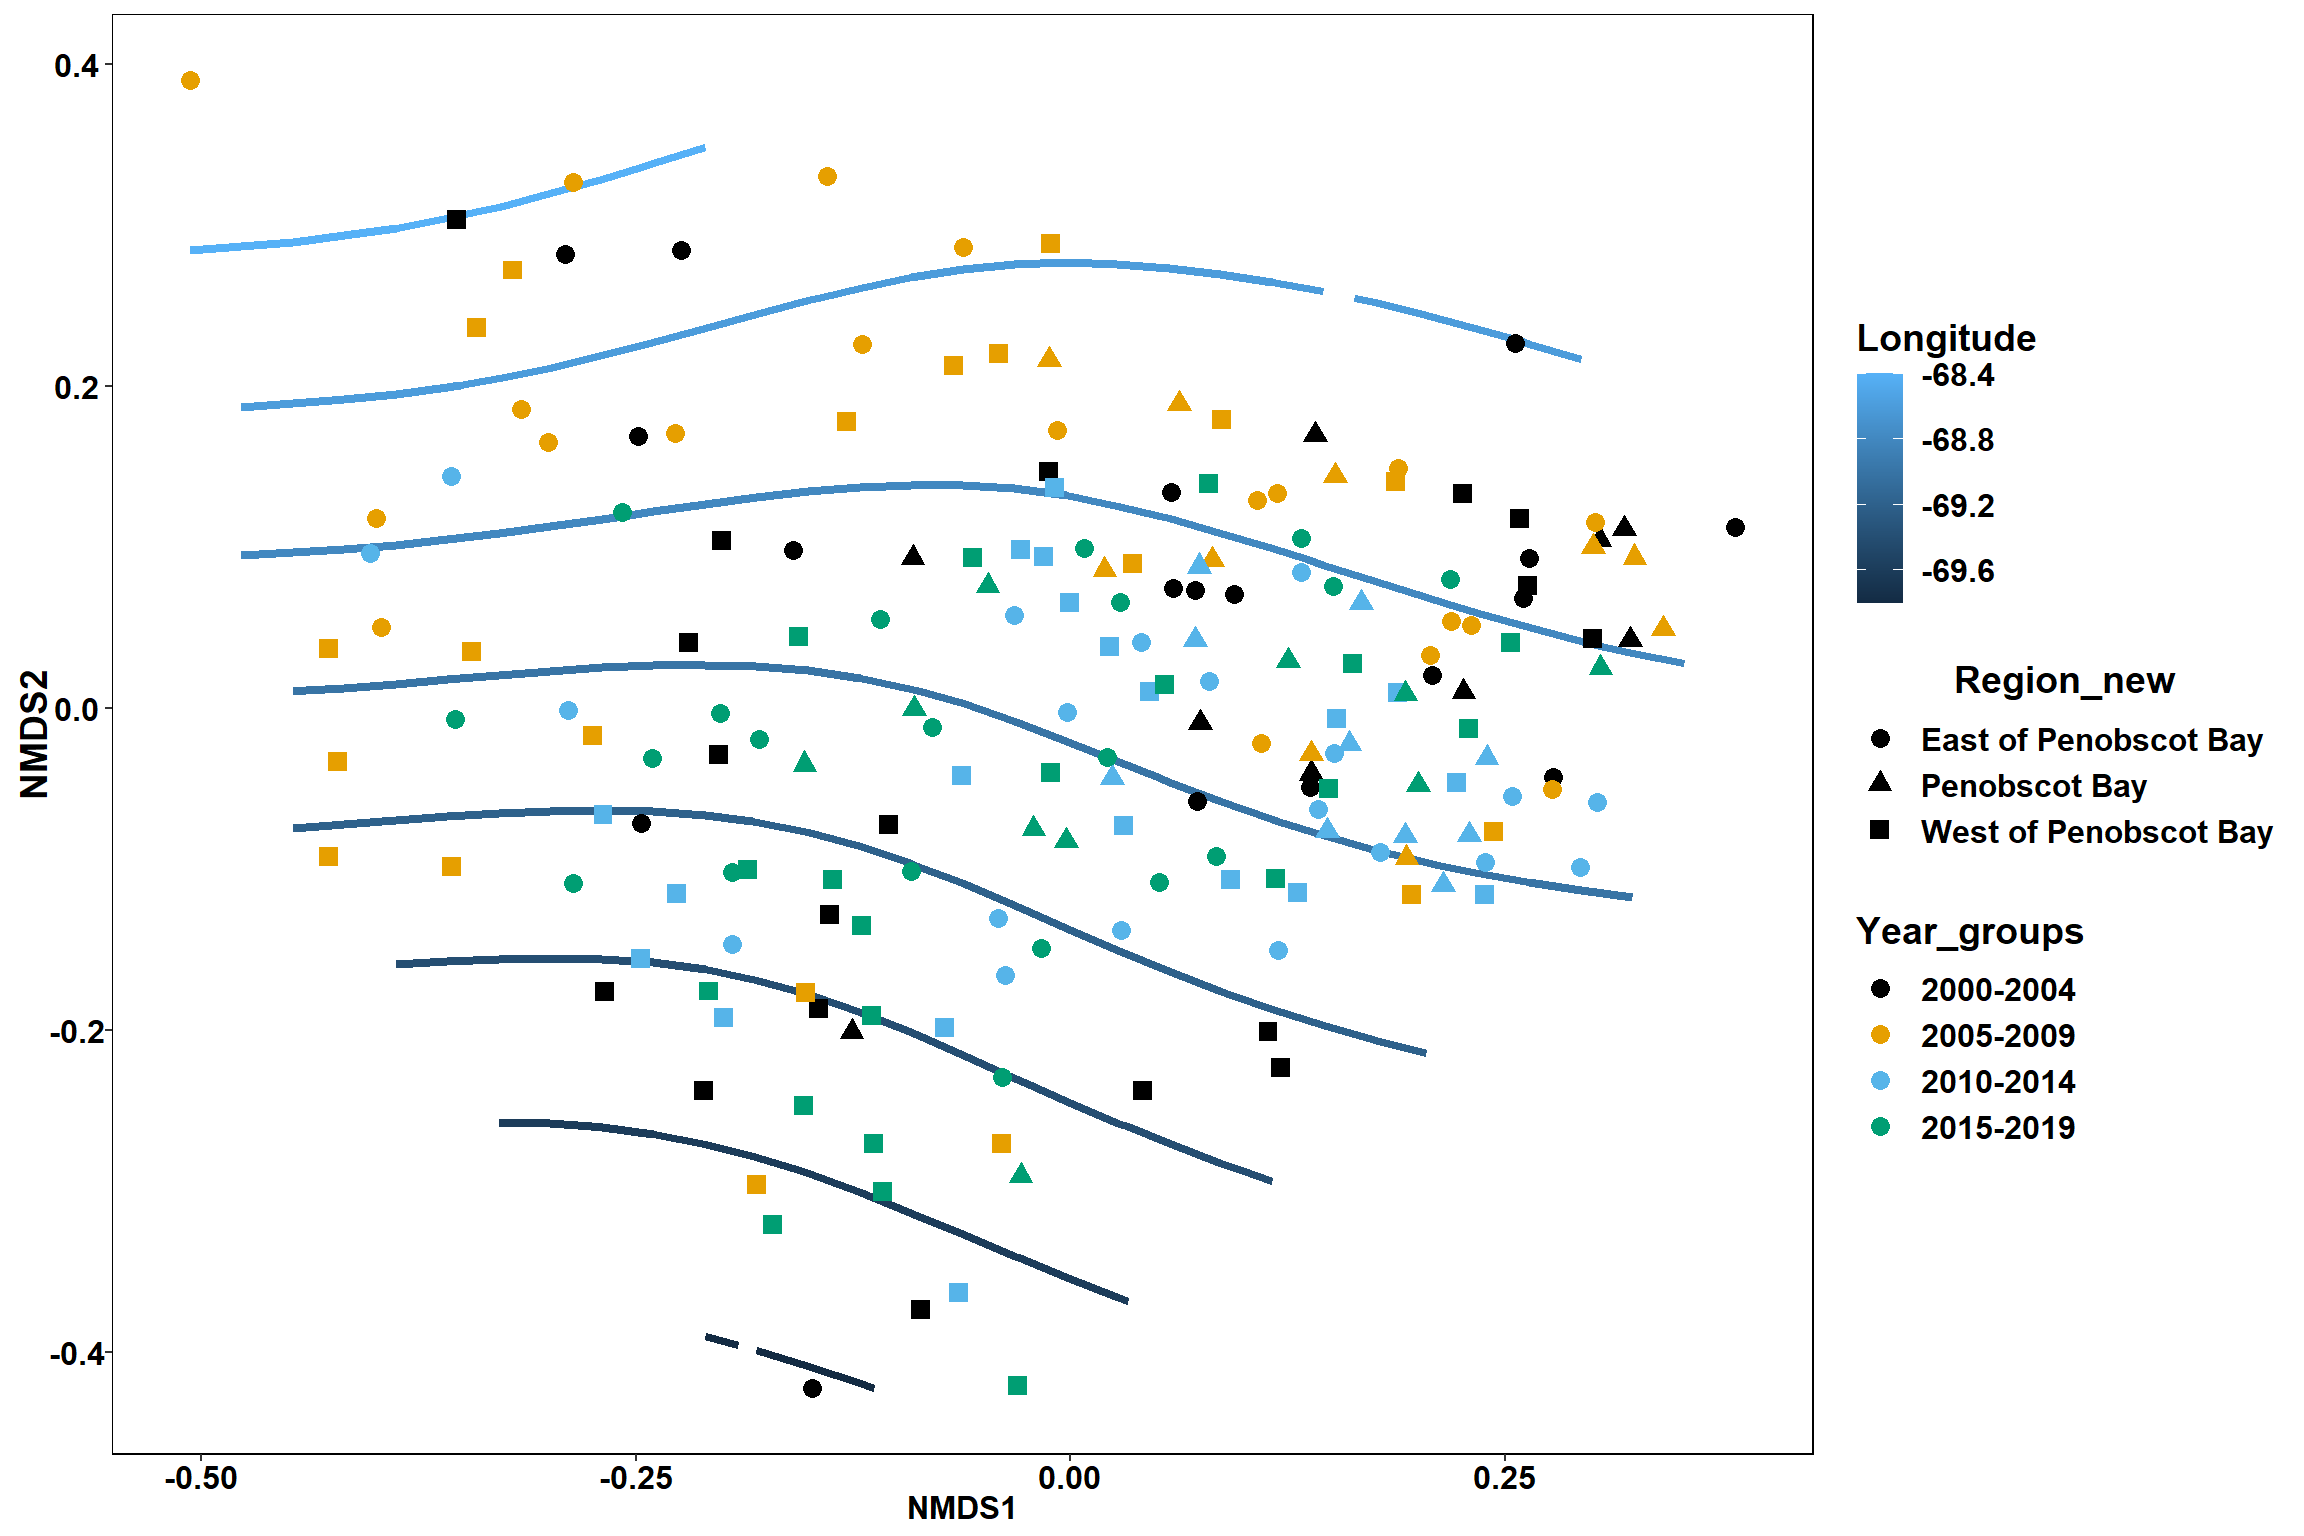 0.4
0.2
0.0
-0.2
-0.4
NMDS2
-0.50
-0.25
0.00
0.25
NMDS1
Longitude
-68.4
-68.8
-69.2
-69.6
Region_new
East of Penobscot Bay
Penobscot Bay
West of Penobscot Bay
Year_groups
2000-2004
2005-2009
2010-2014
2015-2019